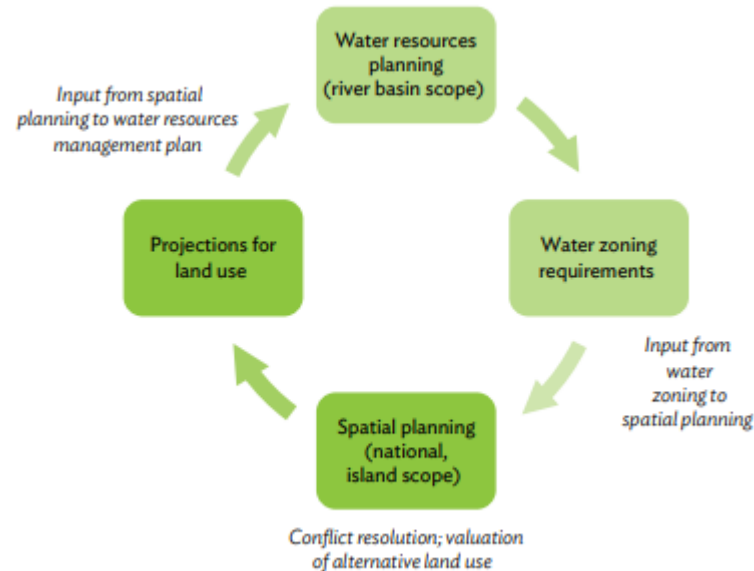 Water resources
planning
(river basin scope)
Input from spatial
planning to water resources
management plan
Projections for
land use
Water zoning
requirements
Input from
water
zoning to
spatial planning
Spatial planning
(national,
island scope)
Conflict resolution; valuation
of alternative land use